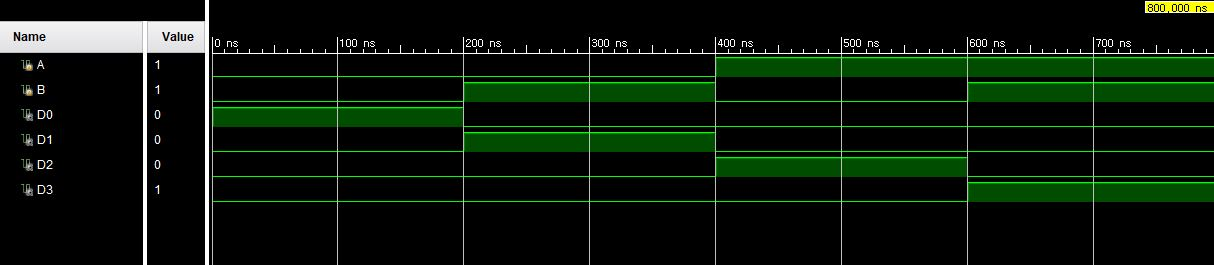 800,000 ns
Name Value
0 ns 100 ns 200 ns 300 ns 400 ns 500 ns 600 ns 700 ns
A 1
B 1
D0 0
D1 0
D2 0
D3 1